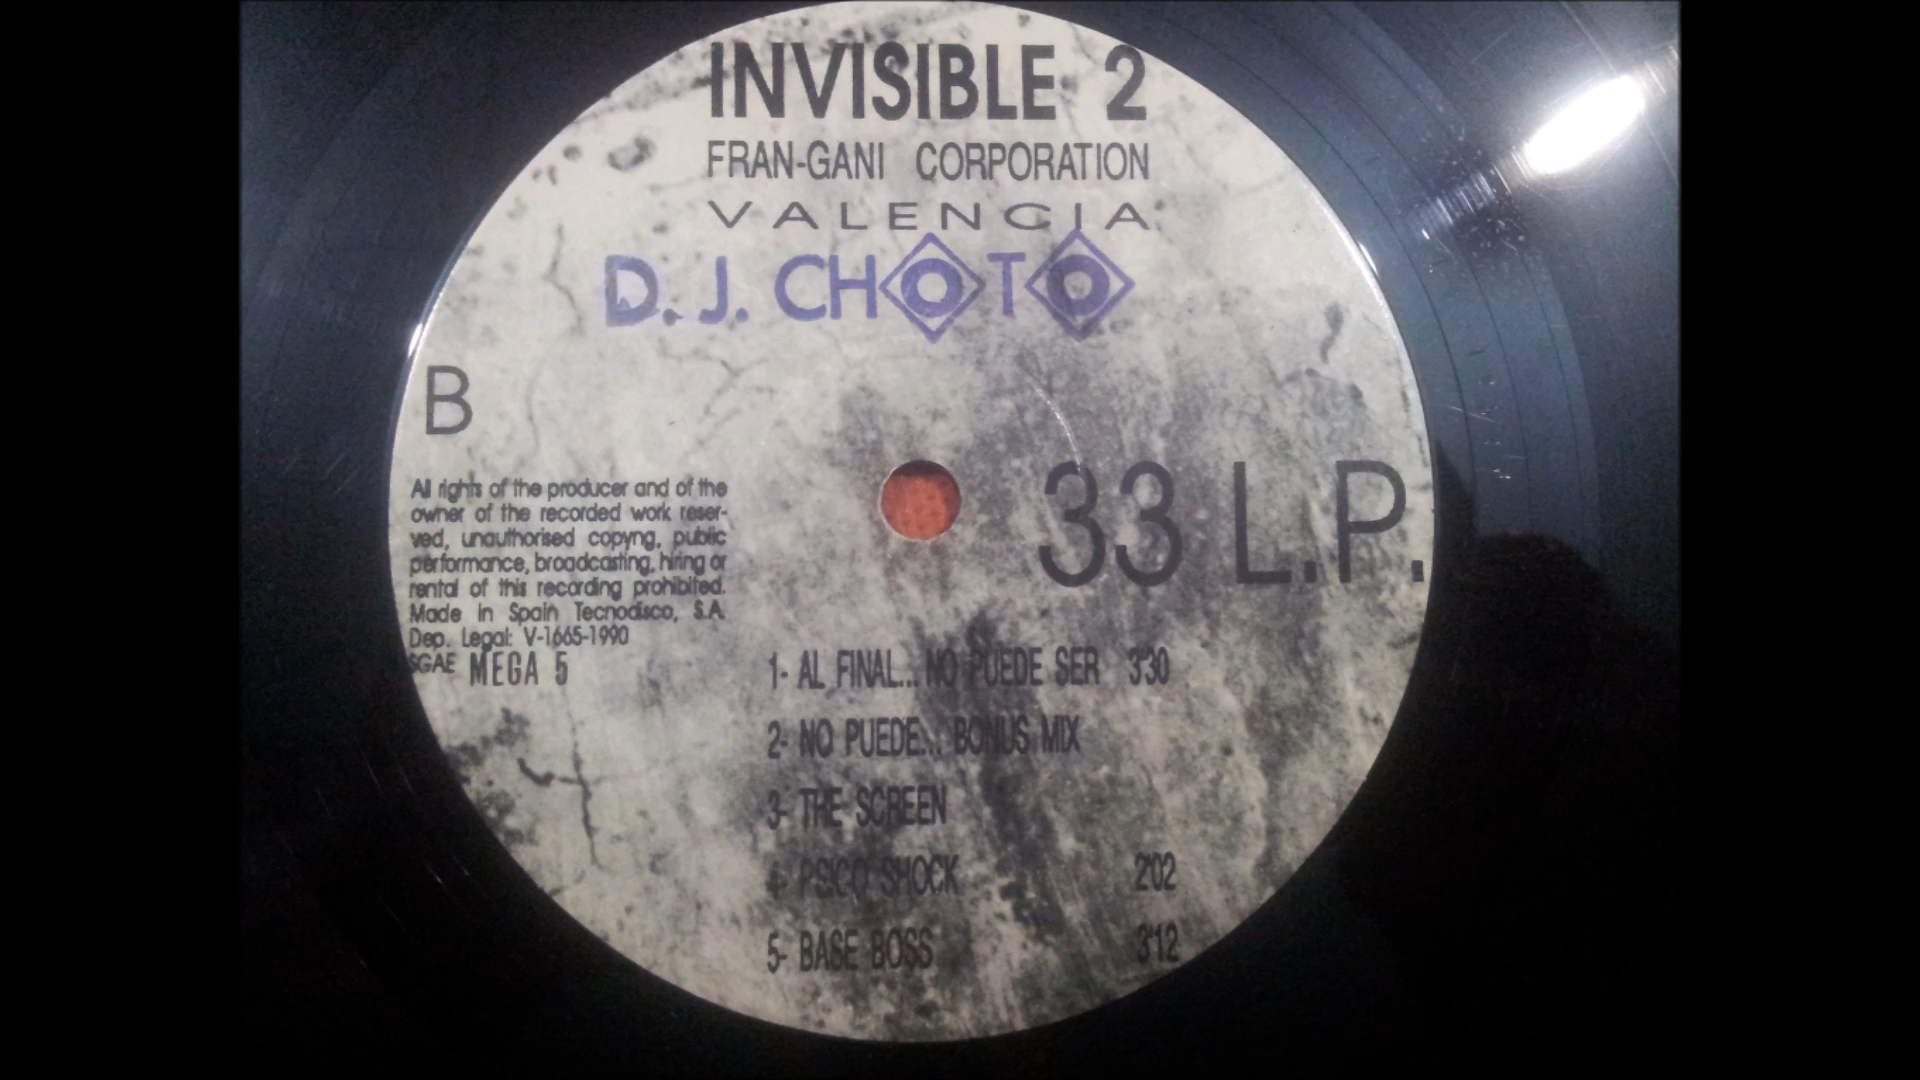 INVISIBLE 2
FRAN-GANI CORPORATION
VALENCIA
D.J. CHOTO
B
All rights of the producer and of the
owner of the recorded work reser-
ved, unauthorised copyng, public
performance, broadcasting, hiring or
rental of this recording prohibited.
Made in Spain Tecnodisco, S.A.
Dep. Legal: V-1665-1990
SGAE MEGA 5
33 L.P.
1- AL FINAL... NO PUEDE SER 3'30
2- NO PUEDE... BONUS MIX
3- THE SCREEN
4- PSICO SHOCK 2'02
5- BASE BOSS 3'12